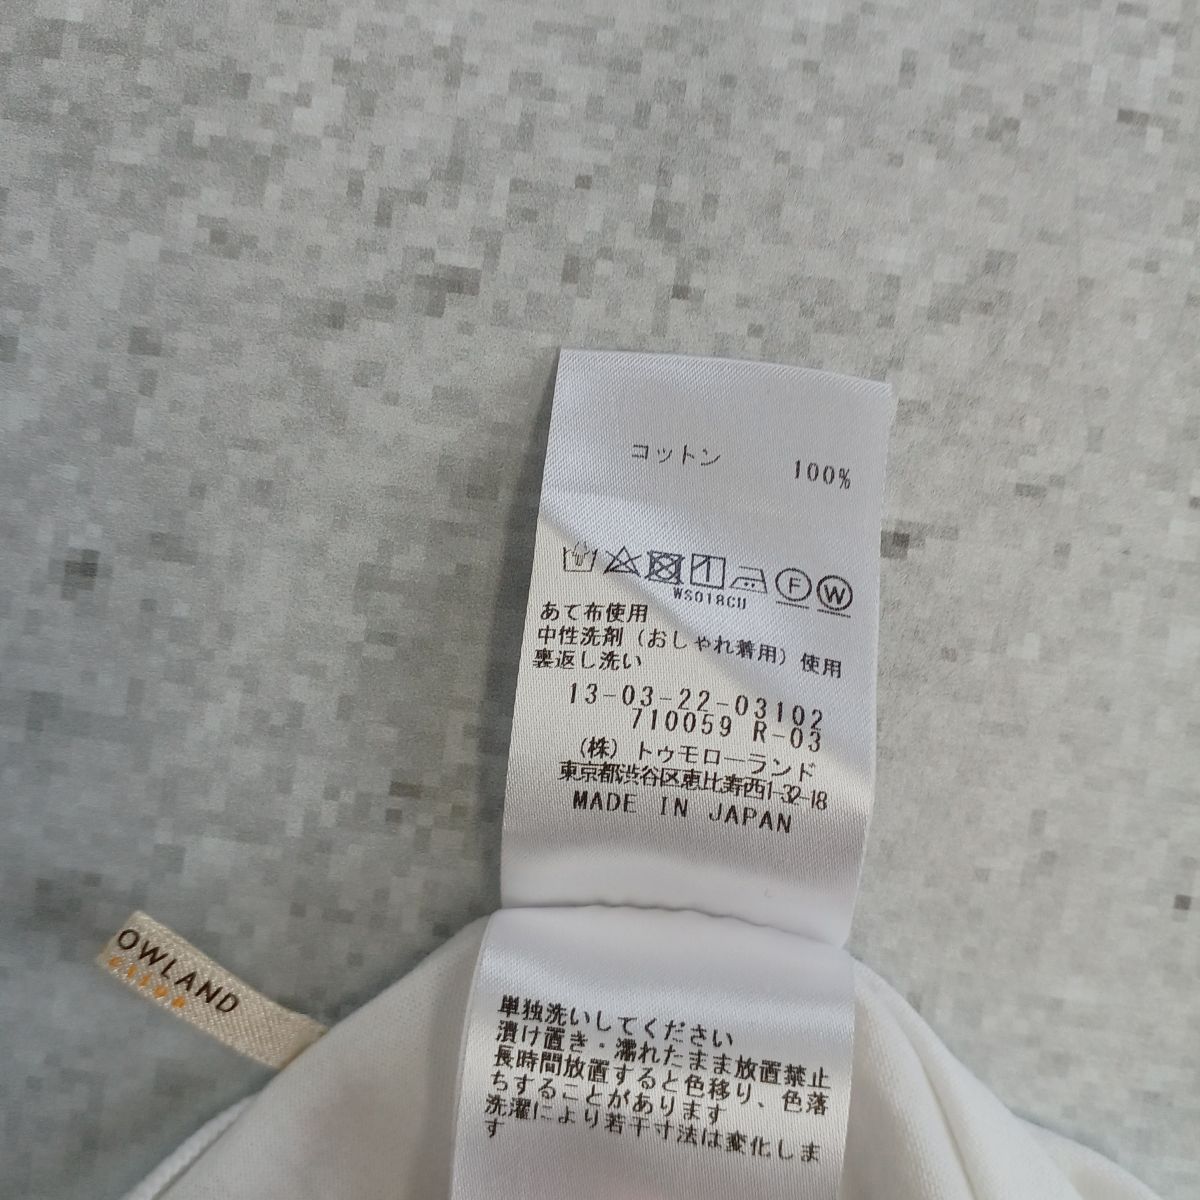 コットン 100%
F W
WS018CU
あて布使用
中性洗剤(おしゃれ着用)使用
裏返し洗い
13-03-22-03102
710059 R-03
(株)トゥモローランド
東京都渋谷区恵比寿西1-32-18
MADE IN JAPAN
OWLAND
単独洗いしてください
漬け置き・濡れたまま放置禁止
長時間放置すると色移り、色落
ちすることがあります
洗濯により若干寸法は変化しま
す